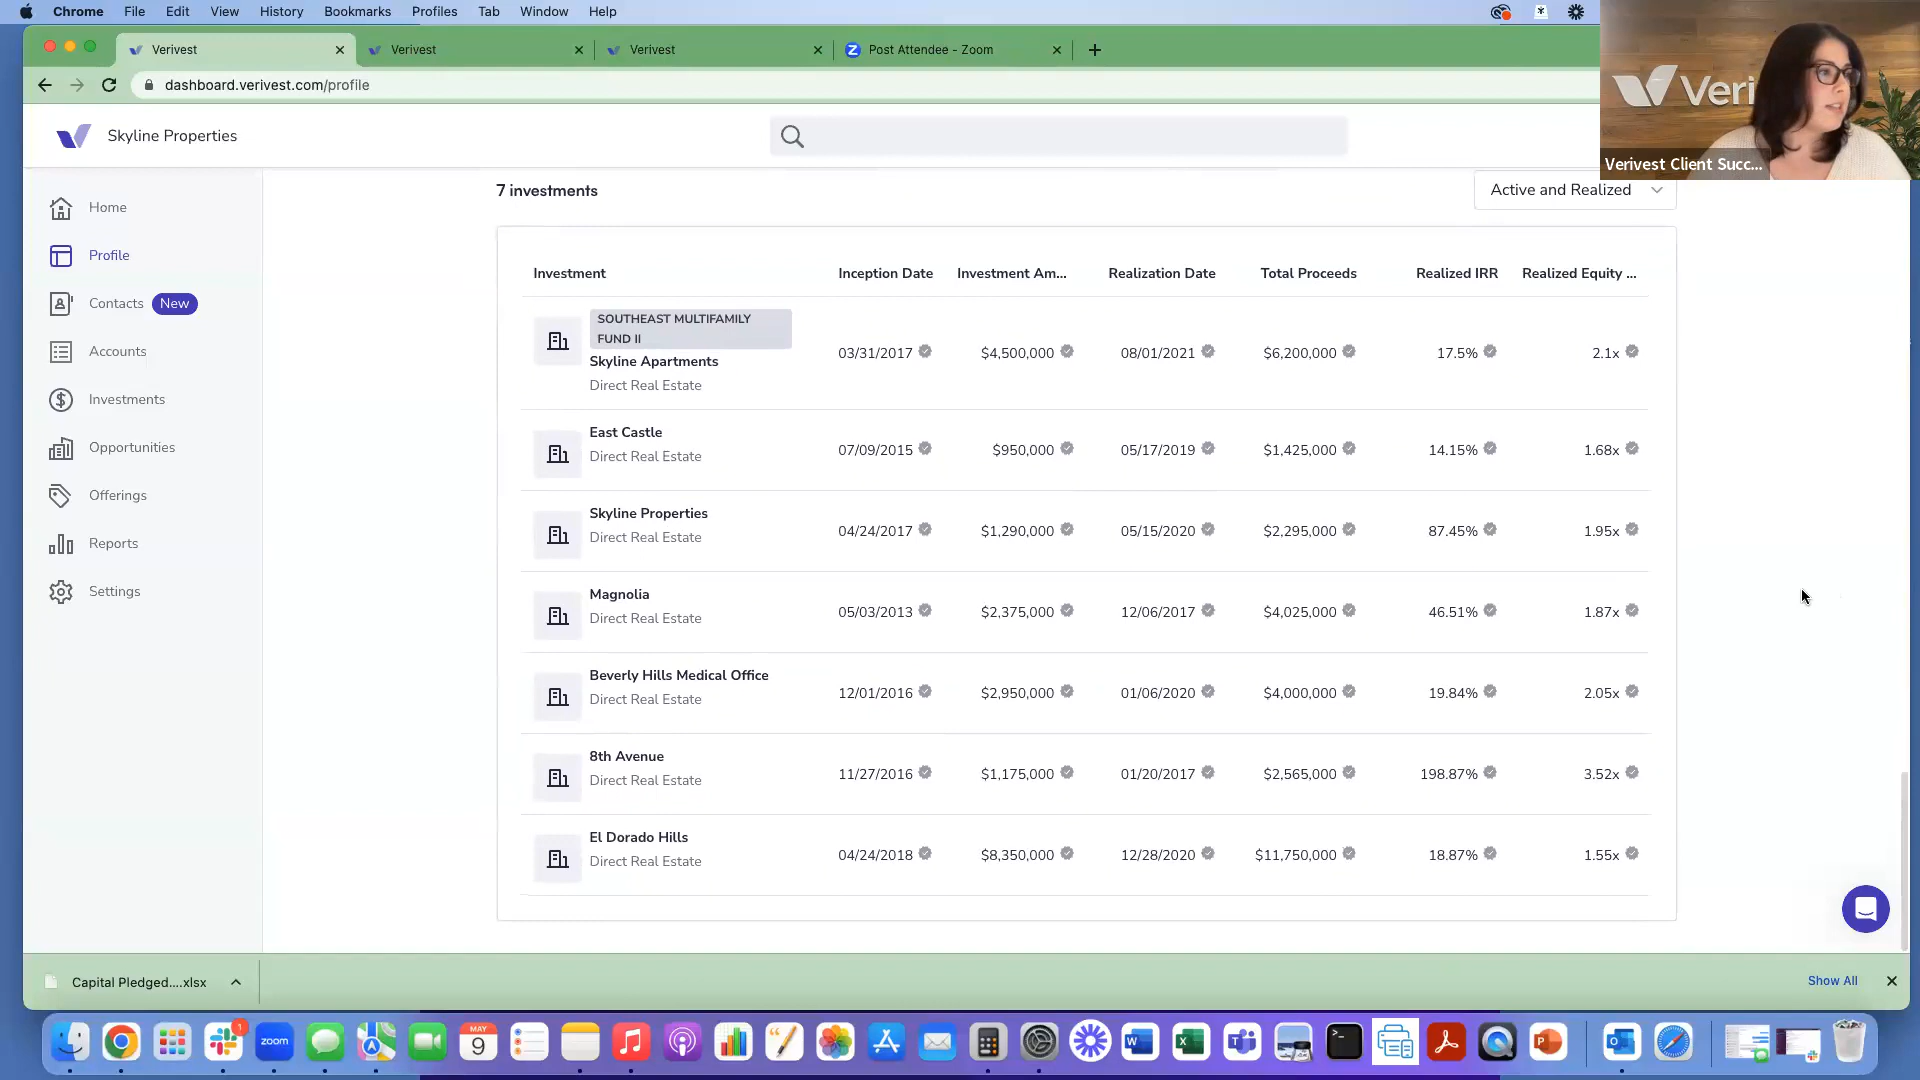 Chrome File Edit View History Bookmarks Profiles Tab Window Help
Verivest Verivest Verivest Post Attendee - Zoom
dashboard.verivest.com/profile
Skyline Properties
Veri
Verivest Client Succ...
Home
Profile
Contacts New
Accounts
Investments
Opportunities
Offerings
Reports
Settings
7 investments Active and Realized
Investment Inception Date Investment Am... Realization Date Total Proceeds Realized IRR Realized Equity ...
SOUTHEAST MULTIFAMILY
FUND II
Skyline Apartments
Direct Real Estate
03/31/2017 $4,500,000 08/01/2021 $6,200,000 17.5% 2.1x
East Castle
Direct Real Estate
07/09/2015 $950,000 05/17/2019 $1,425,000 14.15% 1.68x
Skyline Properties
Direct Real Estate
04/24/2017 $1,290,000 05/15/2020 $2,295,000 87.45% 1.95x
Magnolia
Direct Real Estate
05/03/2013 $2,375,000 12/06/2017 $4,025,000 46.51% 1.87x
Beverly Hills Medical Office
Direct Real Estate
12/01/2016 $2,950,000 01/06/2020 $4,000,000 19.84% 2.05x
8th Avenue
Direct Real Estate
11/27/2016 $1,175,000 01/20/2017 $2,565,000 198.87% 3.52x
El Dorado Hills
Direct Real Estate
04/24/2018 $8,350,000 12/28/2020 $11,750,000 18.87% 1.55x
Capital Pledged....xlsx Show All
1
zoom
MAY
9